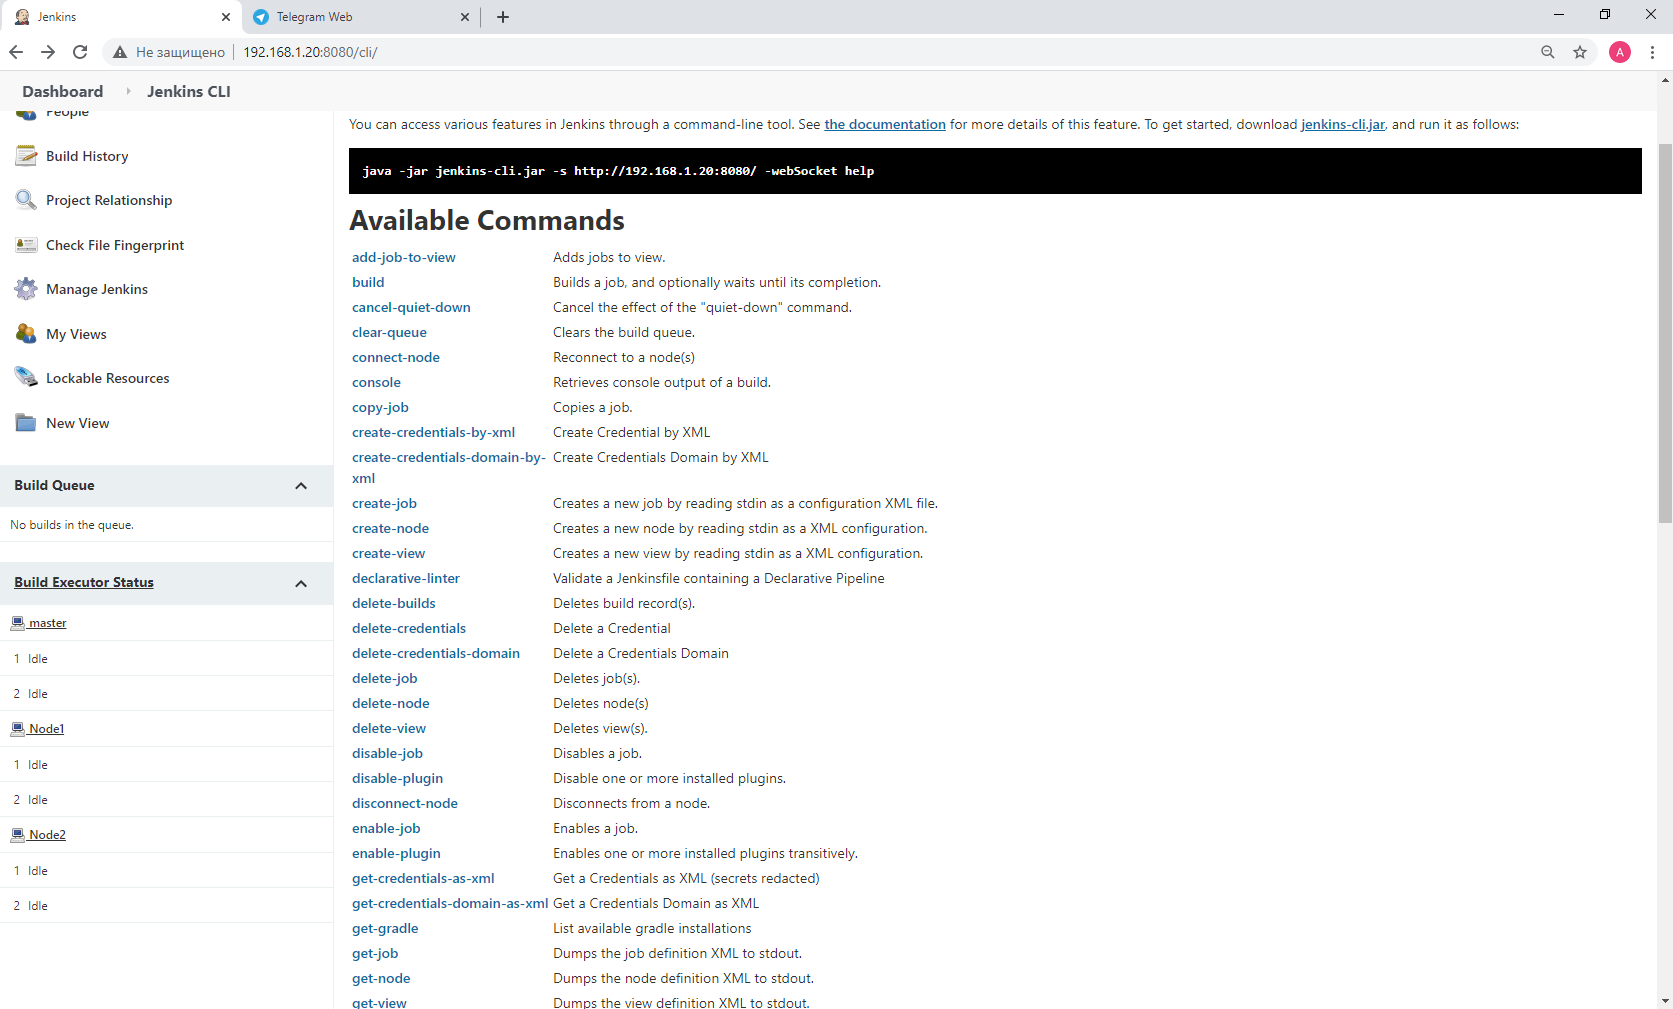 Jenkins
Telegram Web
Не защищено
192.168.1.20:8080/cli/
A
Dashboard
Jenkins CLI
People
Build History
Project Relationship
Check File Fingerprint
Manage Jenkins
My Views
Lockable Resources
New View
Build Queue
No builds in the queue.
Build Executor Status
master
1 Idle
2 Idle
Node1
1 Idle
2 Idle
Node2
1 Idle
2 Idle
You can access various features in Jenkins through a command-line tool. See the documentation for more details of this feature. To get started, download jenkins-cli.jar, and run it as follows:
java -jar jenkins-cli.jar -s http://192.168.1.20:8080/ -webSocket help
Available Commands
add-job-to-view Adds jobs to view.
build Builds a job, and optionally waits until its completion.
cancel-quiet-down Cancel the effect of the "quiet-down" command.
clear-queue Clears the build queue.
connect-node Reconnect to a node(s)
console Retrieves console output of a build.
copy-job Copies a job.
create-credentials-by-xml Create Credential by XML
create-credentials-domain-by- Create Credentials Domain by XML
xml
create-job Creates a new job by reading stdin as a configuration XML file.
create-node Creates a new node by reading stdin as a XML configuration.
create-view Creates a new view by reading stdin as a XML configuration.
declarative-linter Validate a Jenkinsfile containing a Declarative Pipeline
delete-builds Deletes build record(s).
delete-credentials Delete a Credential
delete-credentials-domain Delete a Credentials Domain
delete-job Deletes job(s).
delete-node Deletes node(s)
delete-view Deletes view(s).
disable-job Disables a job.
disable-plugin Disable one or more installed plugins.
disconnect-node Disconnects from a node.
enable-job Enables a job.
enable-plugin Enables one or more installed plugins transitively.
get-credentials-as-xml Get a Credentials as XML (secrets redacted)
get-credentials-domain-as-xml Get a Credentials Domain as XML
get-gradle List available gradle installations
get-job Dumps the job definition XML to stdout.
get-node Dumps the node definition XML to stdout.
get-view Dumps the view definition XML to stdout.